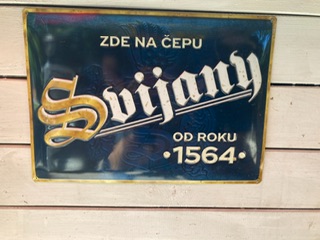 ZDE NA ČEPU
Svijany
OD ROKU
•1564•